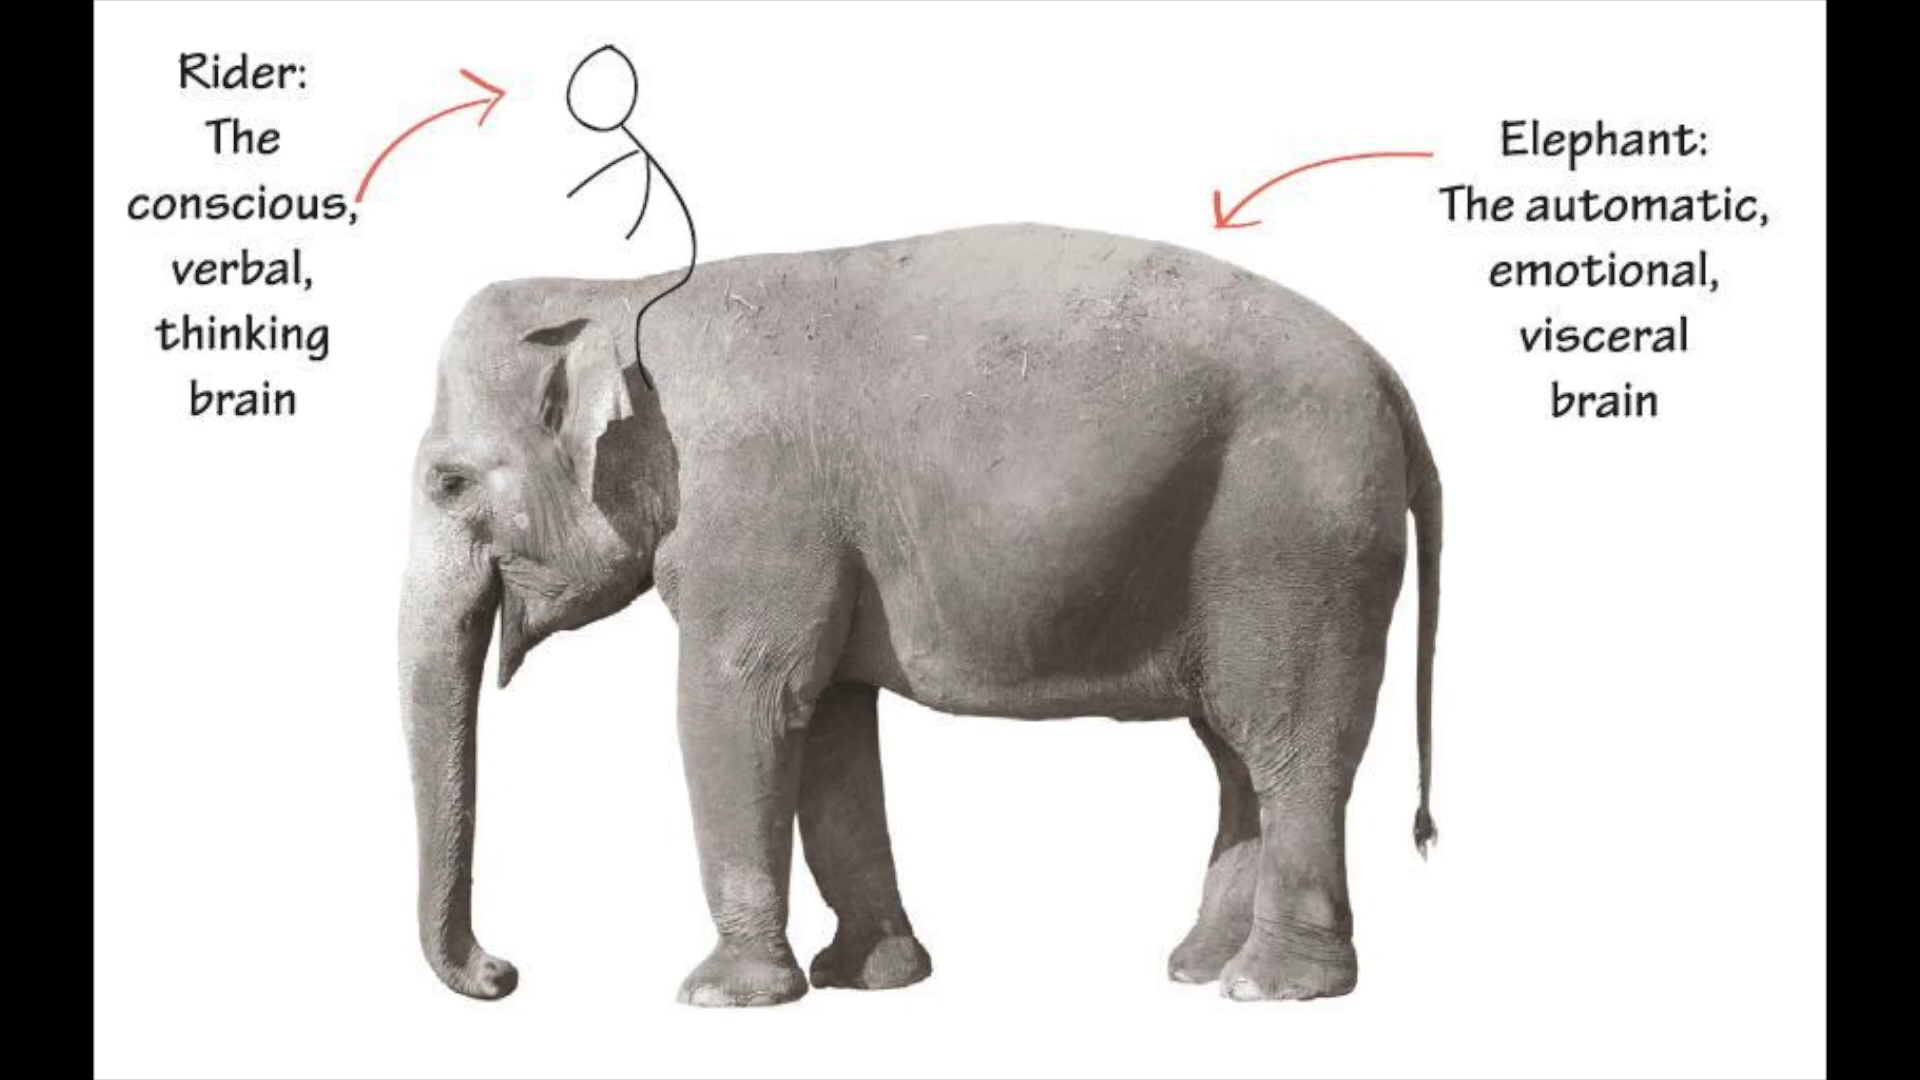 Rider:
The
conscious,
verbal,
thinking
brain
Elephant:
The automatic,
emotional,
visceral
brain